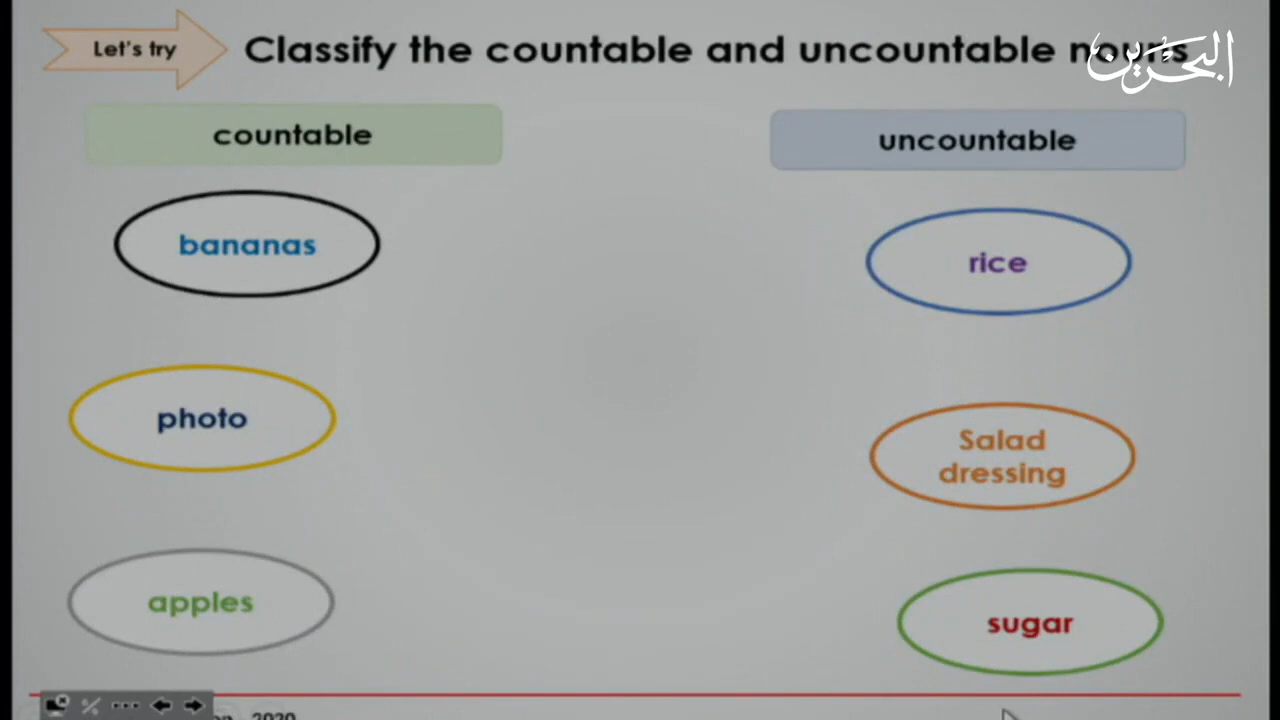 Let's try
Classify the countable and uncountable nouns
البحرين
countable
uncountable
bananas
rice
photo
Salad
dressing
apples
sugar
2020